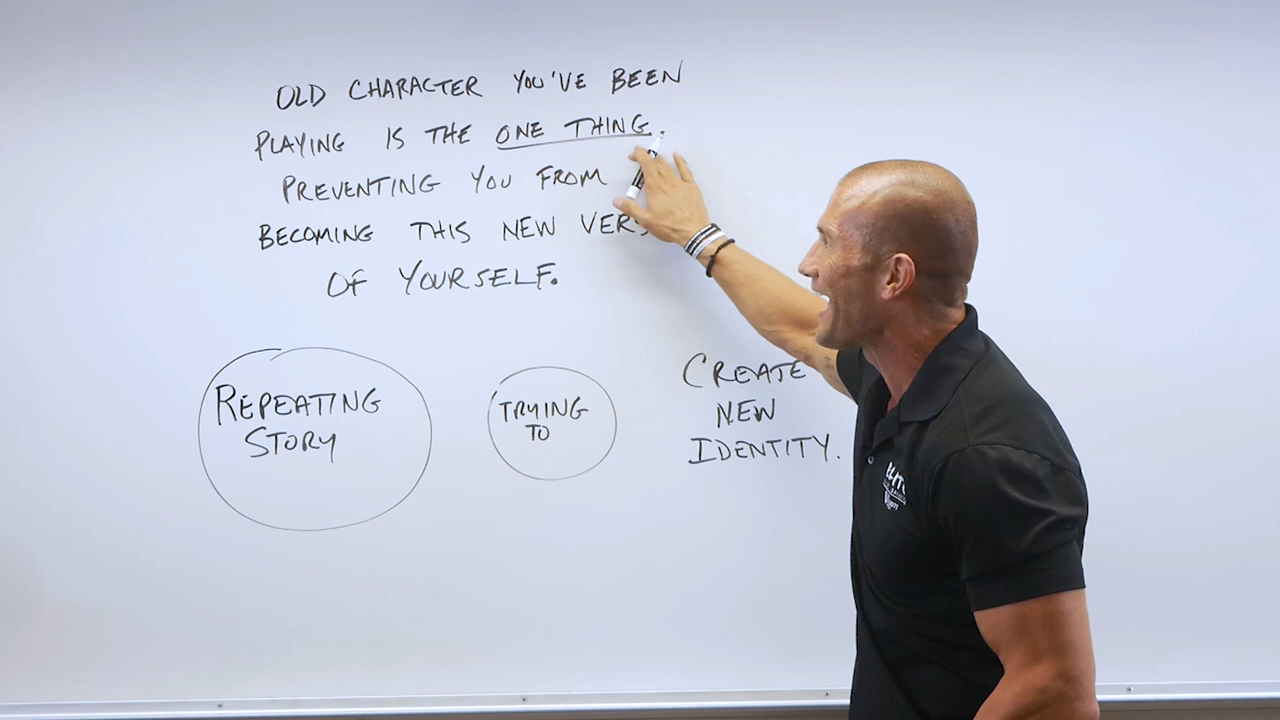 OLD CHARACTER YOU'VE BEEN
PLAYING IS THE ONE THING.
PREVENTING YOU FROM
BECOMING THIS NEW
OF YOURSELF.
REPEATING
STORY
TRYING
TO
CREATE
NEW
IDENTITY.